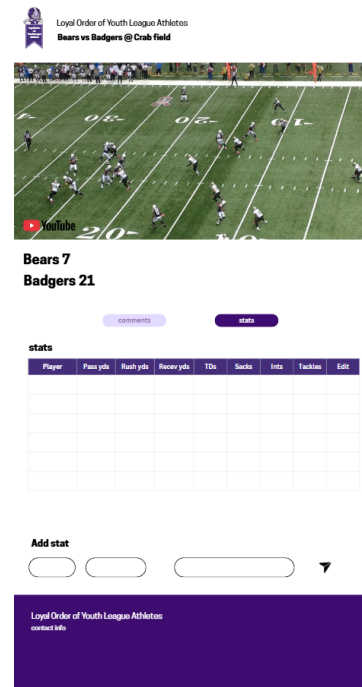 Loyal Order of Youth League Athletes
Bears vs Badgers @ Crab field
YouTube
Bears 7
Badgers 21
comments
stats
stats
Player Pass yds Rush yds Recev yds TDs Sacks Ints Tackles Edit
Add stat
Loyal Order of Youth League Athletes
contact info